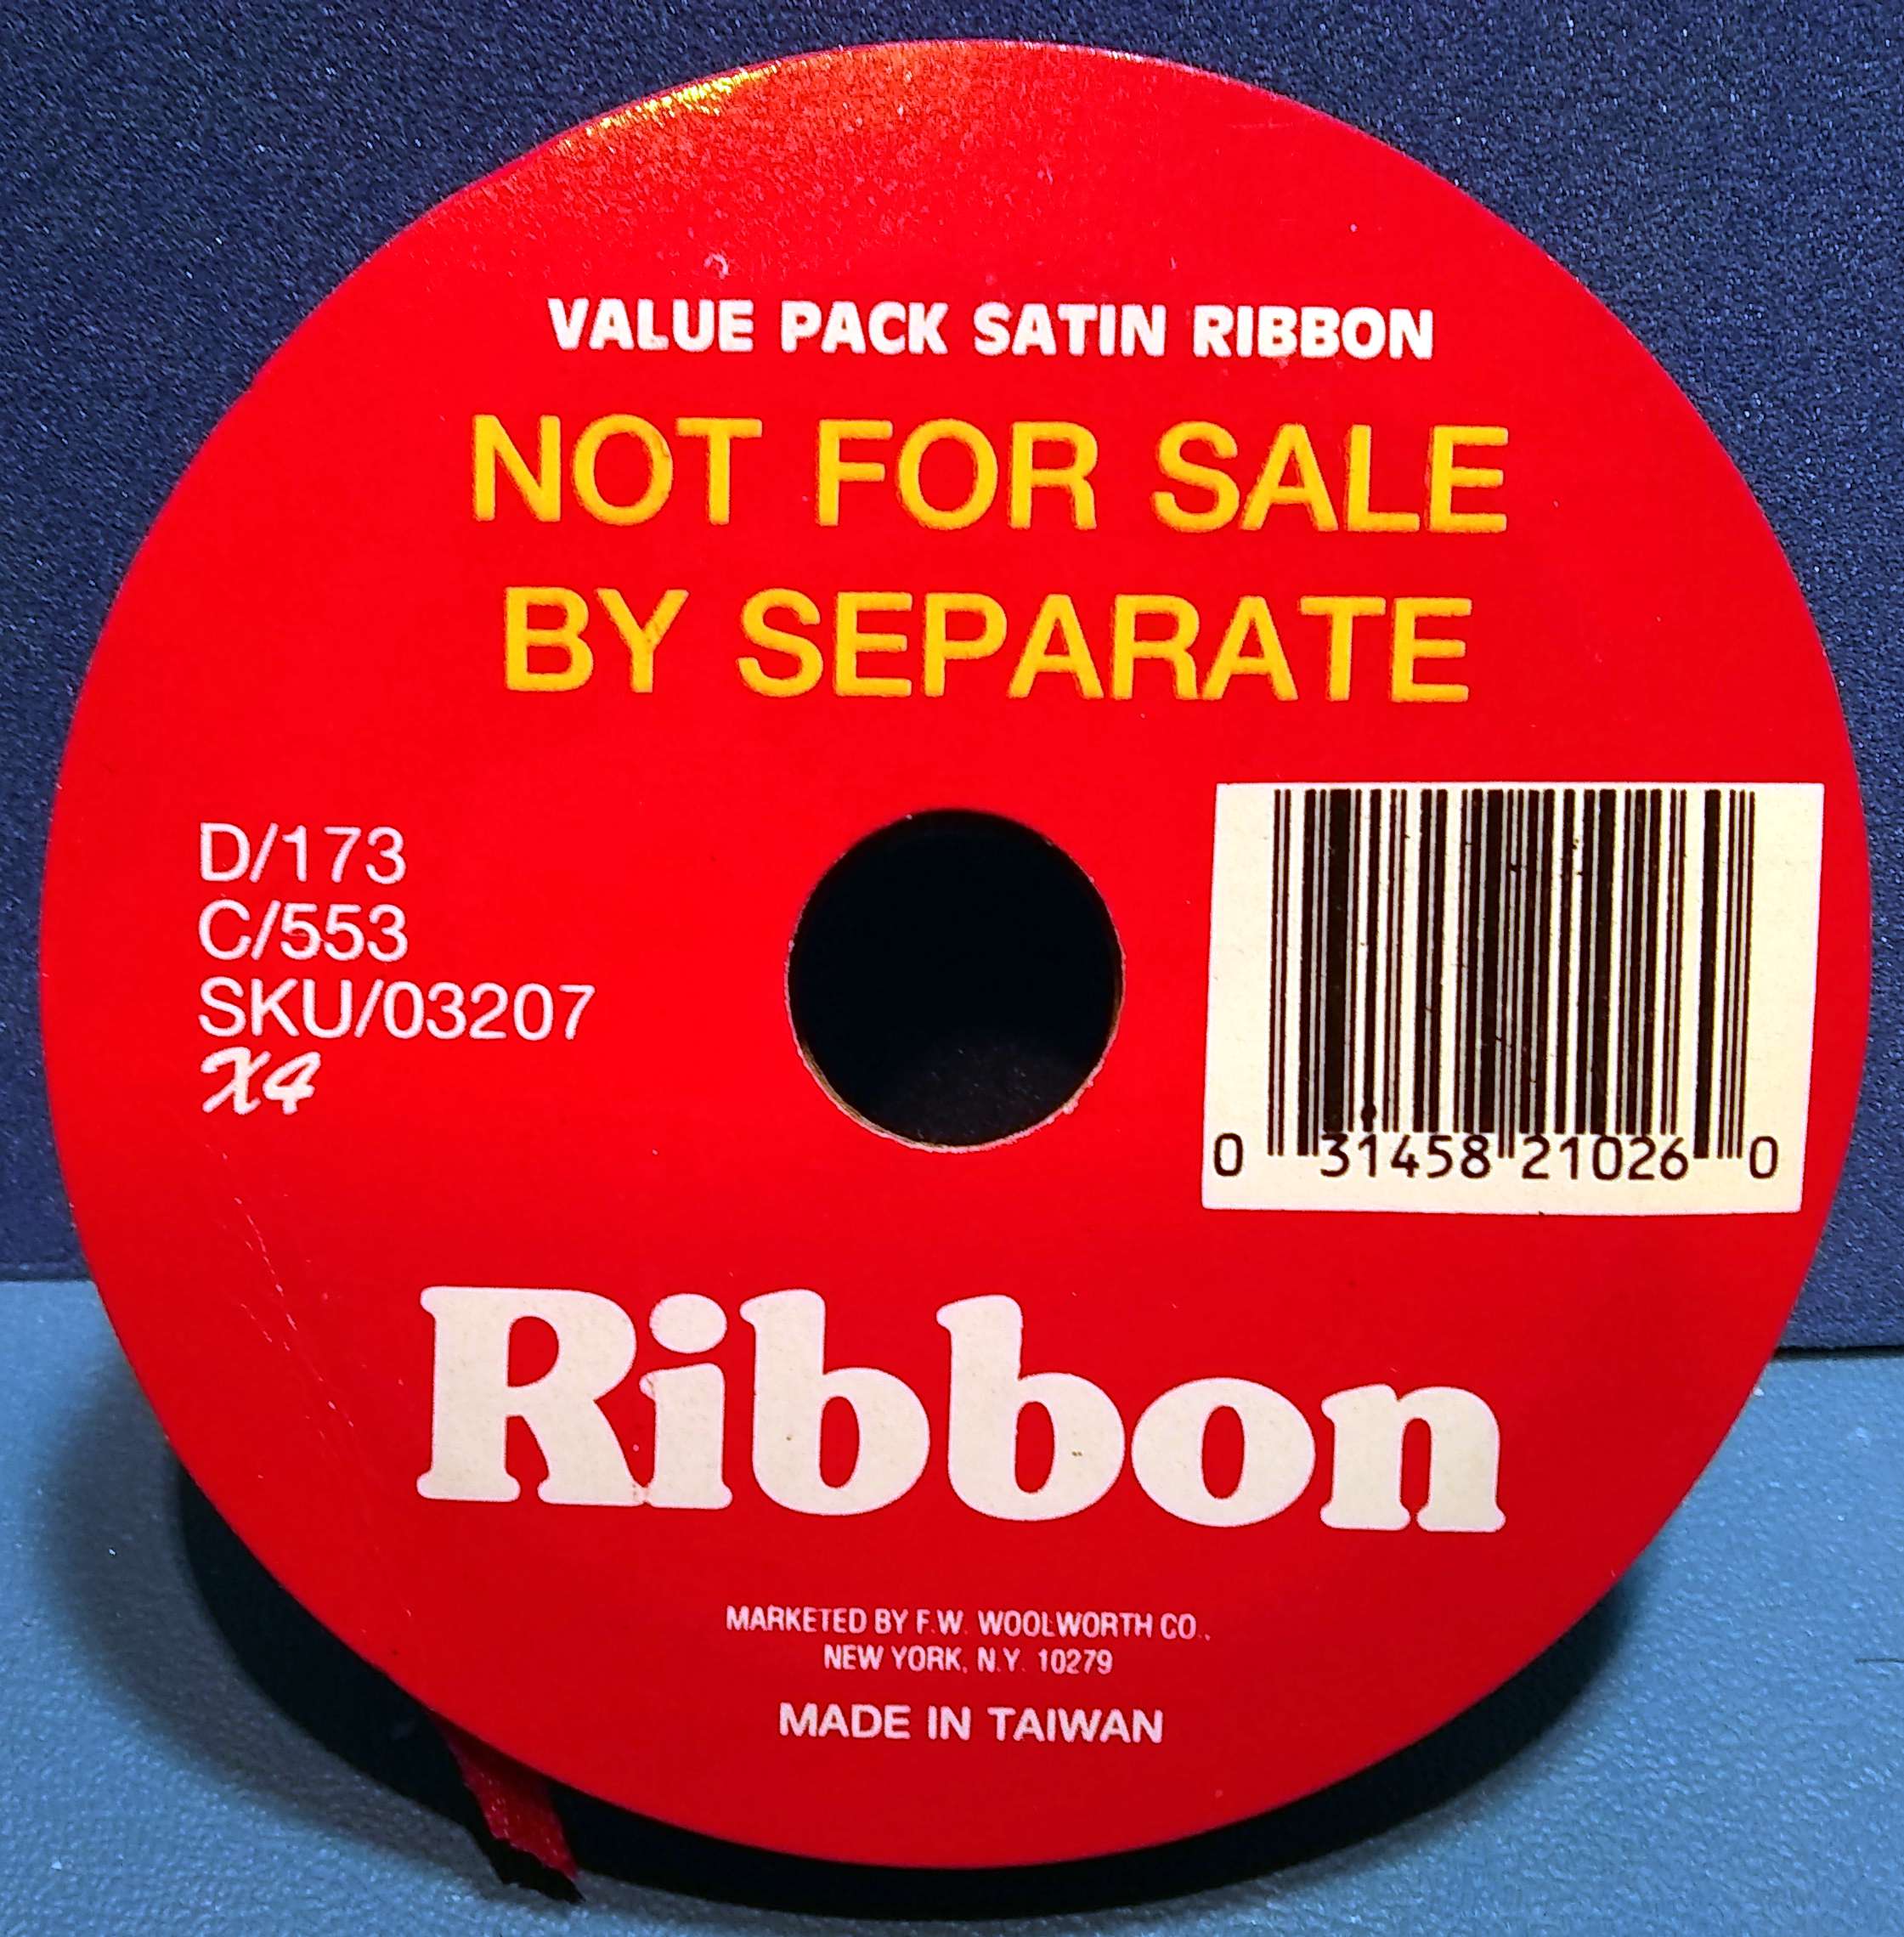 VALUE PACK SATIN RIBBON
NOT FOR SALE
BY SEPARATE
D/173
C/553
SKU/03207
X4
0 31458 21026 0
Ribbon
MARKETED BY F.W. WOOLWORTH CO.,
NEW YORK, N.Y. 10279
MADE IN TAIWAN